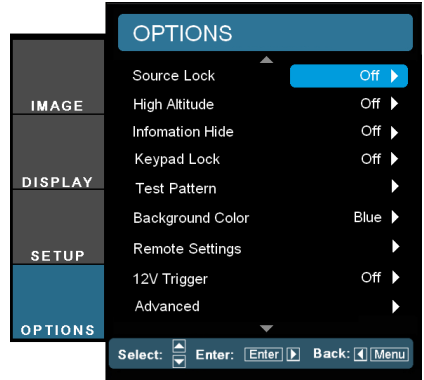 OPTIONS
Source Lock Off
High Altitude Off
Infomation Hide Off
Keypad Lock Off
Test Pattern
Background Color Blue
Remote Settings
12V Trigger Off
Advanced
IMAGE
DISPLAY
SETUP
OPTIONS
Select: Enter: Enter Back: Menu